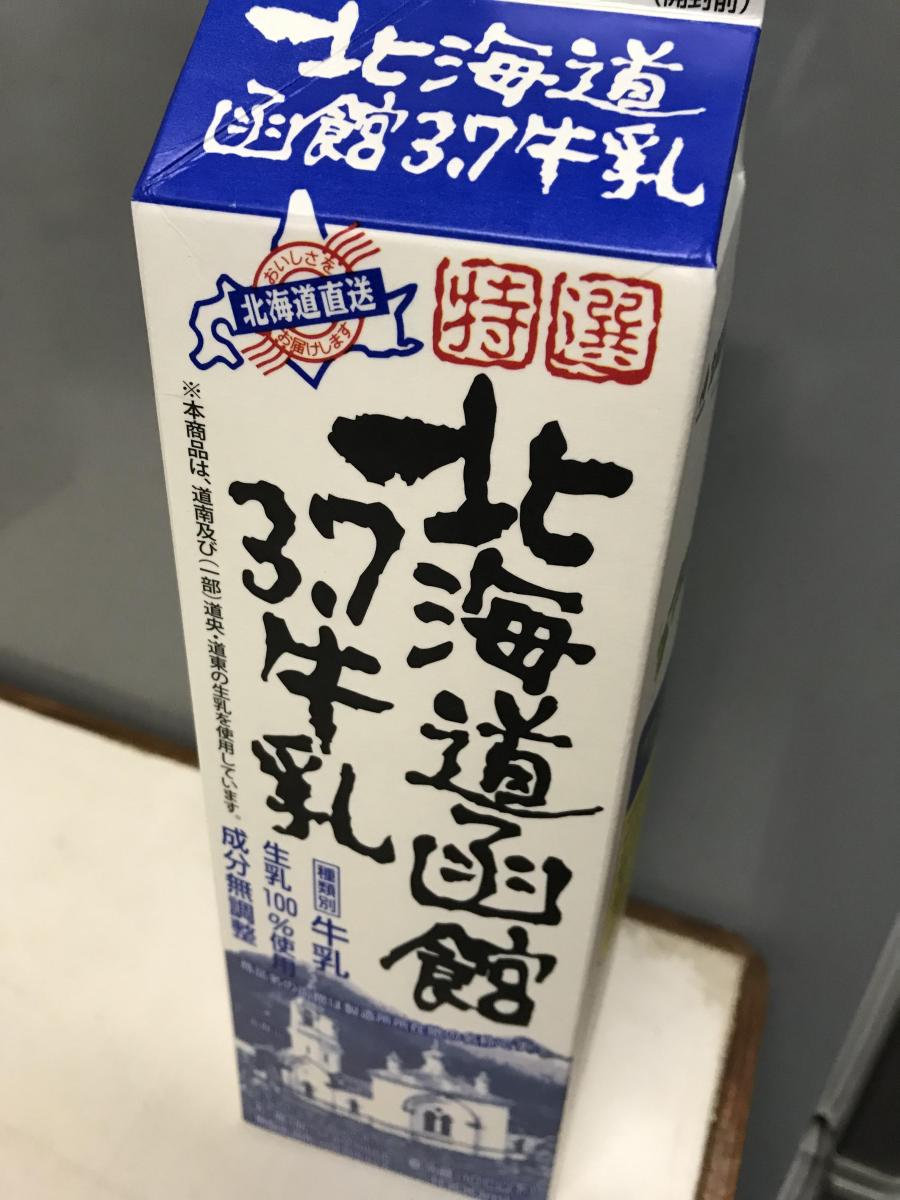 (開封前)
北海道
函館3.7牛乳
おいしさを
北海道直送
お届けします
特選
北海道函館
3.7牛乳
※本商品は、道南及び(一部)道央・道東の生乳を使用しています。
種類別 牛乳
生乳100%使用
成分無調整